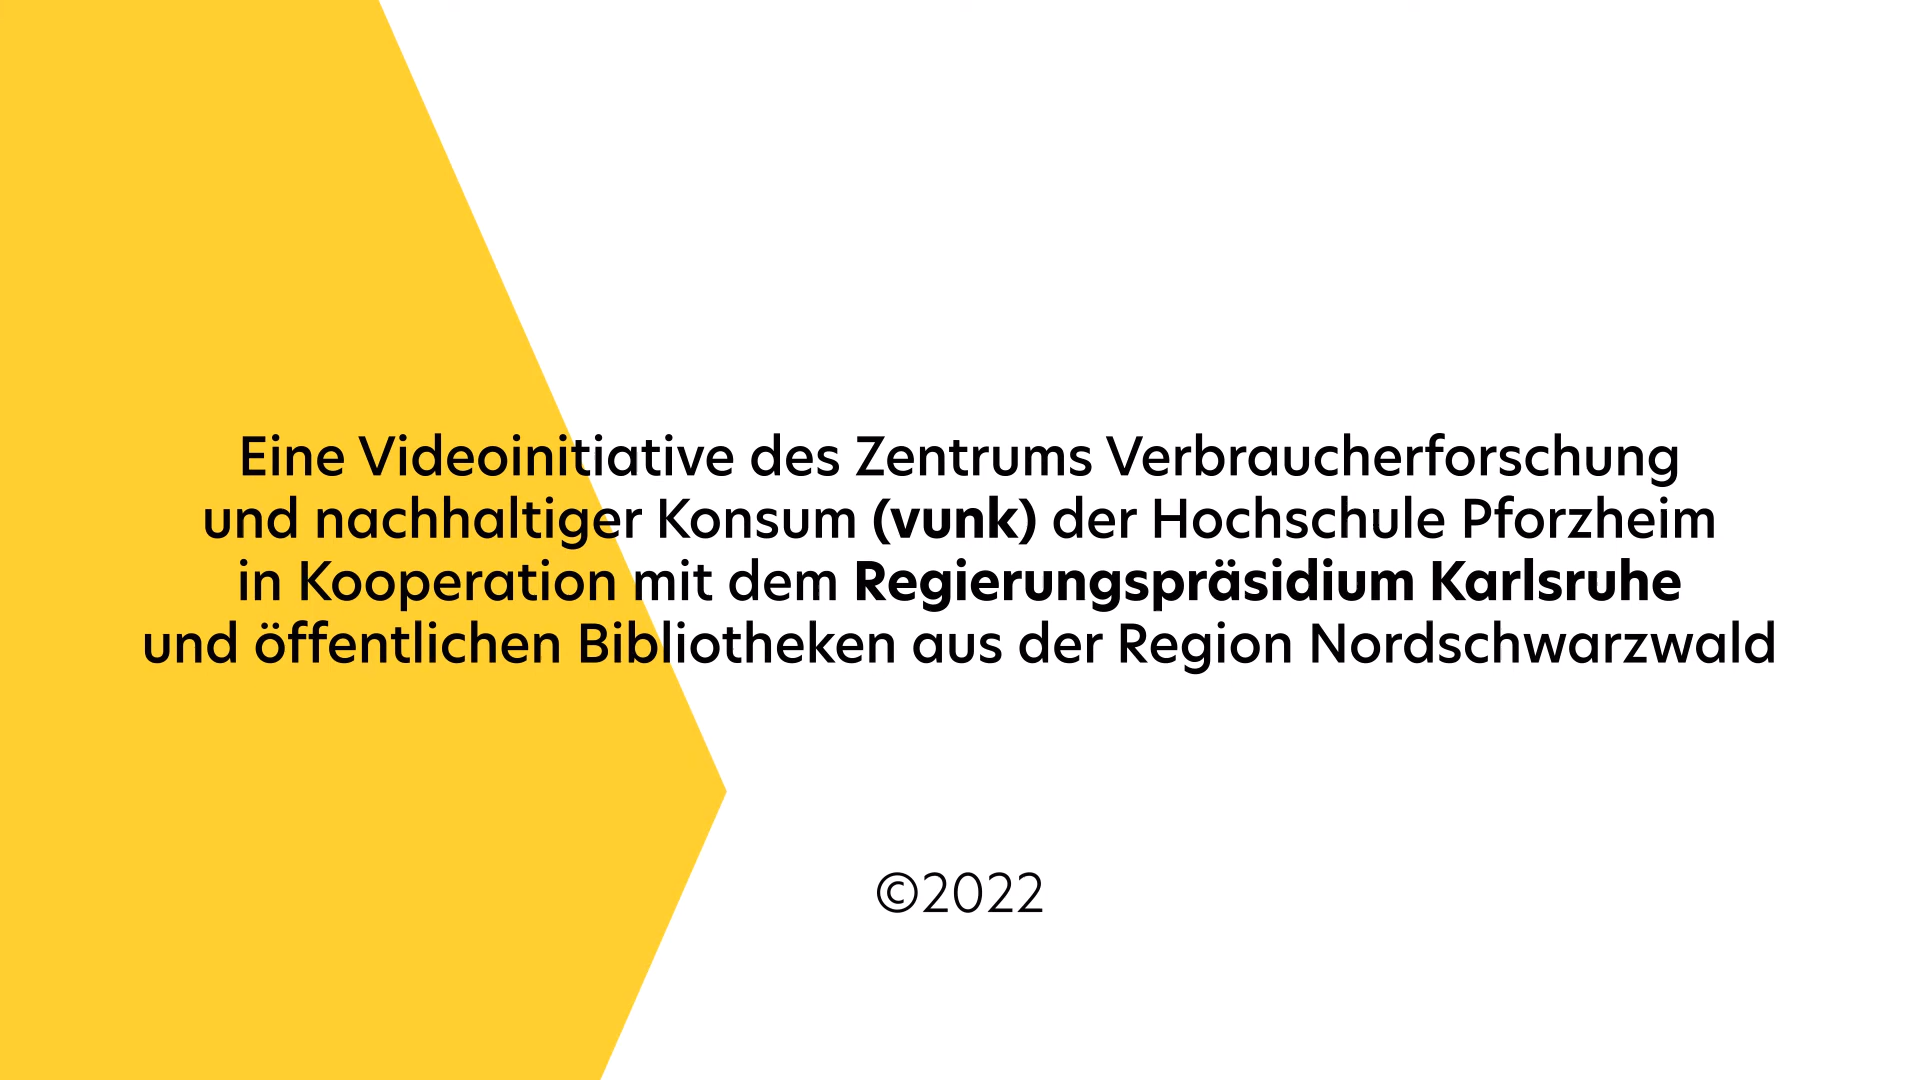 Eine Videoinitiative des Zentrums Verbraucherforschung
und nachhaltiger Konsum (vunk) der Hochschule Pforzheim
in Kooperation mit dem Regierungspräsidium Karlsruhe
und öffentlichen Bibliotheken aus der Region Nordschwarzwald
©2022